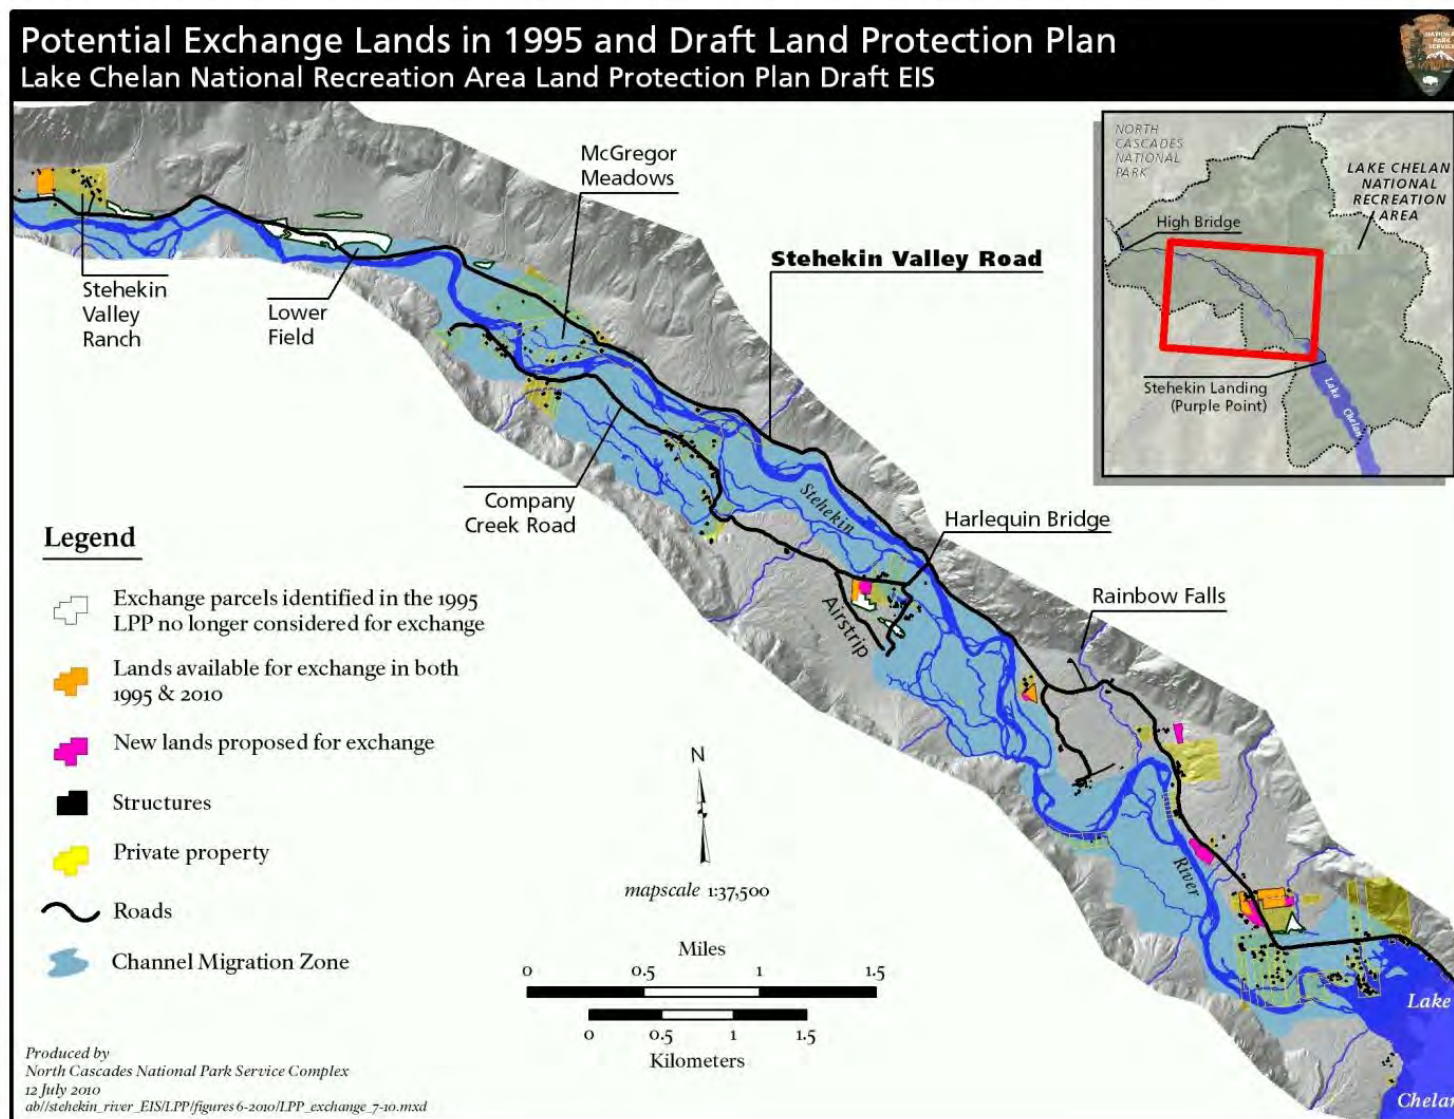 Potential Exchange Lands in 1995 and Draft Land Protection Plan
Lake Chelan National Recreation Area Land Protection Plan Draft EIS
NATIONAL
PARK
SERVICE
McGregor
Meadows
Stehekin Valley Road
Stehekin
Valley
Ranch
Lower
Field
Company
Creek Road
Stehekin
Harlequin Bridge
Airstrip
Rainbow Falls
River
Lake
Chelan
NORTH
CASCADES
NATIONAL
PARK
LAKE CHELAN
NATIONAL
RECREATION
AREA
High Bridge
Stehekin Landing
(Purple Point)
Lake Chelan
Legend
Exchange parcels identified in the 1995
LPP no longer considered for exchange
Lands available for exchange in both
1995 & 2010
New lands proposed for exchange
Structures
Private property
Roads
Channel Migration Zone
N
mapscale 1:37,500
Miles
0 0.5 1 1.5
0 0.5 1 1.5
Kilometers
Produced by
North Cascades National Park Service Complex
12 July 2010
ab//stehekin_river_EIS/LPP/figures 6-2010/LPP_exchange_7-10.mxd